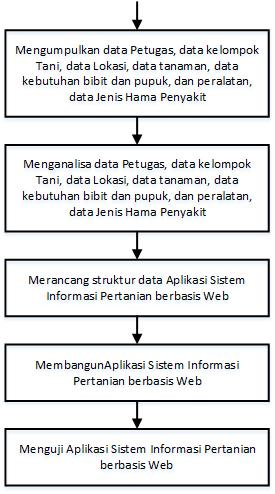 Mengumpulkan data Petugas, data kelompok
Tani, data Lokasi, data tanaman, data
kebutuhan bibit dan pupuk, dan peralatan,
data Jenis Hama Penyakit
Menganalisa data Petugas, data kelompok
Tani, data Lokasi, data tanaman, data
kebutuhan bibit dan pupuk, dan peralatan,
data Jenis Hama Penyakit
Merancang struktur data Aplikasi Sistem
Informasi Pertanian berbasis Web
MembangunAplikasi Sistem Informasi
Pertanian berbasis Web
Menguji Aplikasi Sistem Informasi Pertanian
berbasis Web